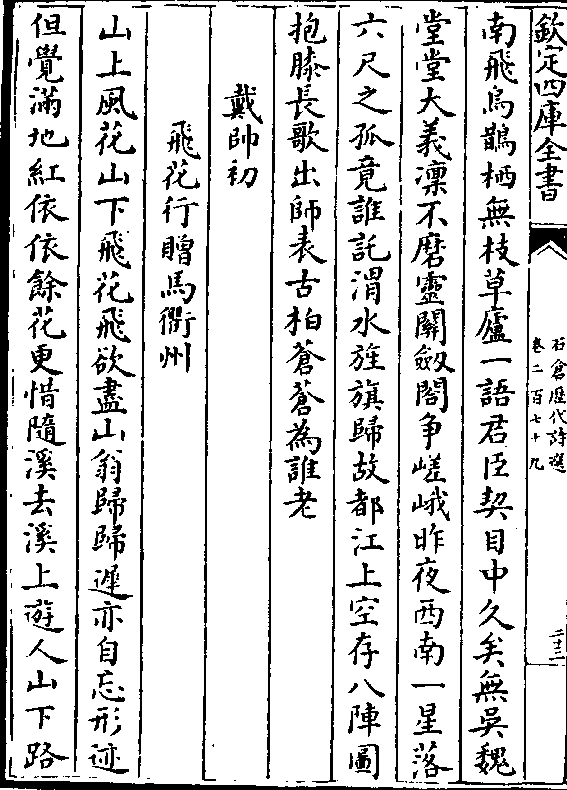 欽定四庫全書
石倉歷代詩選
卷二百七十九
二十三
南飛烏鵲栖無枝草廬一語君臣契目中久矣無吳魏
堂堂大義凛不磨靈關劔閣争嵯峨昨夜西南一星落
六尺之孤竟誰託渭水旌旗歸故都江上空存八陣圖
抱膝長歌出師表古柏蒼蒼為誰老
戴帥初
飛花行贈馬衢州
山上風花山下飛花飛欲盡山翁歸歸遲亦自忘形迹
但覺滿地紅依依餘花更惜隨溪去溪上遊人山下路